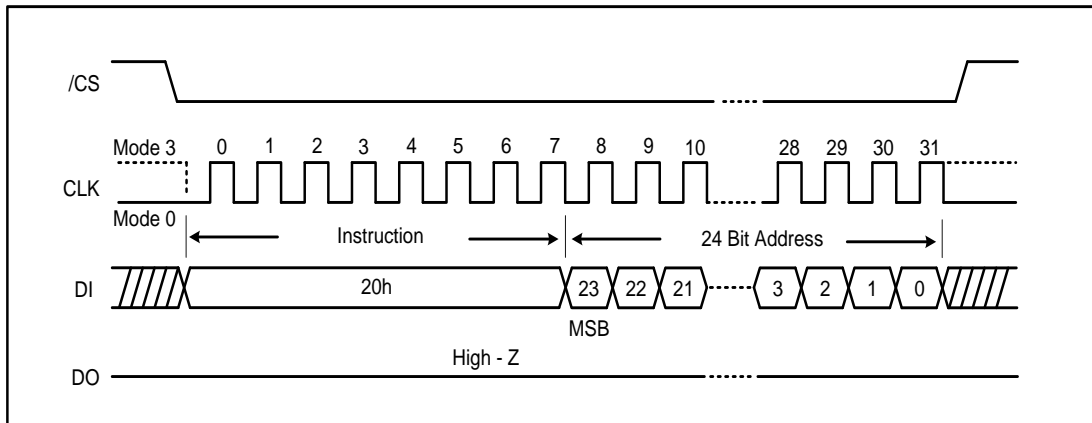 /CS
Mode 3 0 1 2 3 4 5 6 7 8 9 10 28 29 30 31
CLK
Mode 0
Instruction 24 Bit Address
DI 20h 23 22 21 3 2 1 0
MSB
High - Z
DO